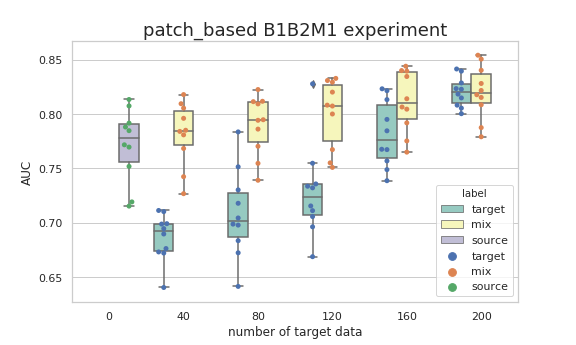 patch_based B1B2M1 experiment
0.85
0.80
0.75
0.70
0.65
AUC
0 40 80 120 160 200
number of target data
label
target
mix
source
target
mix
source